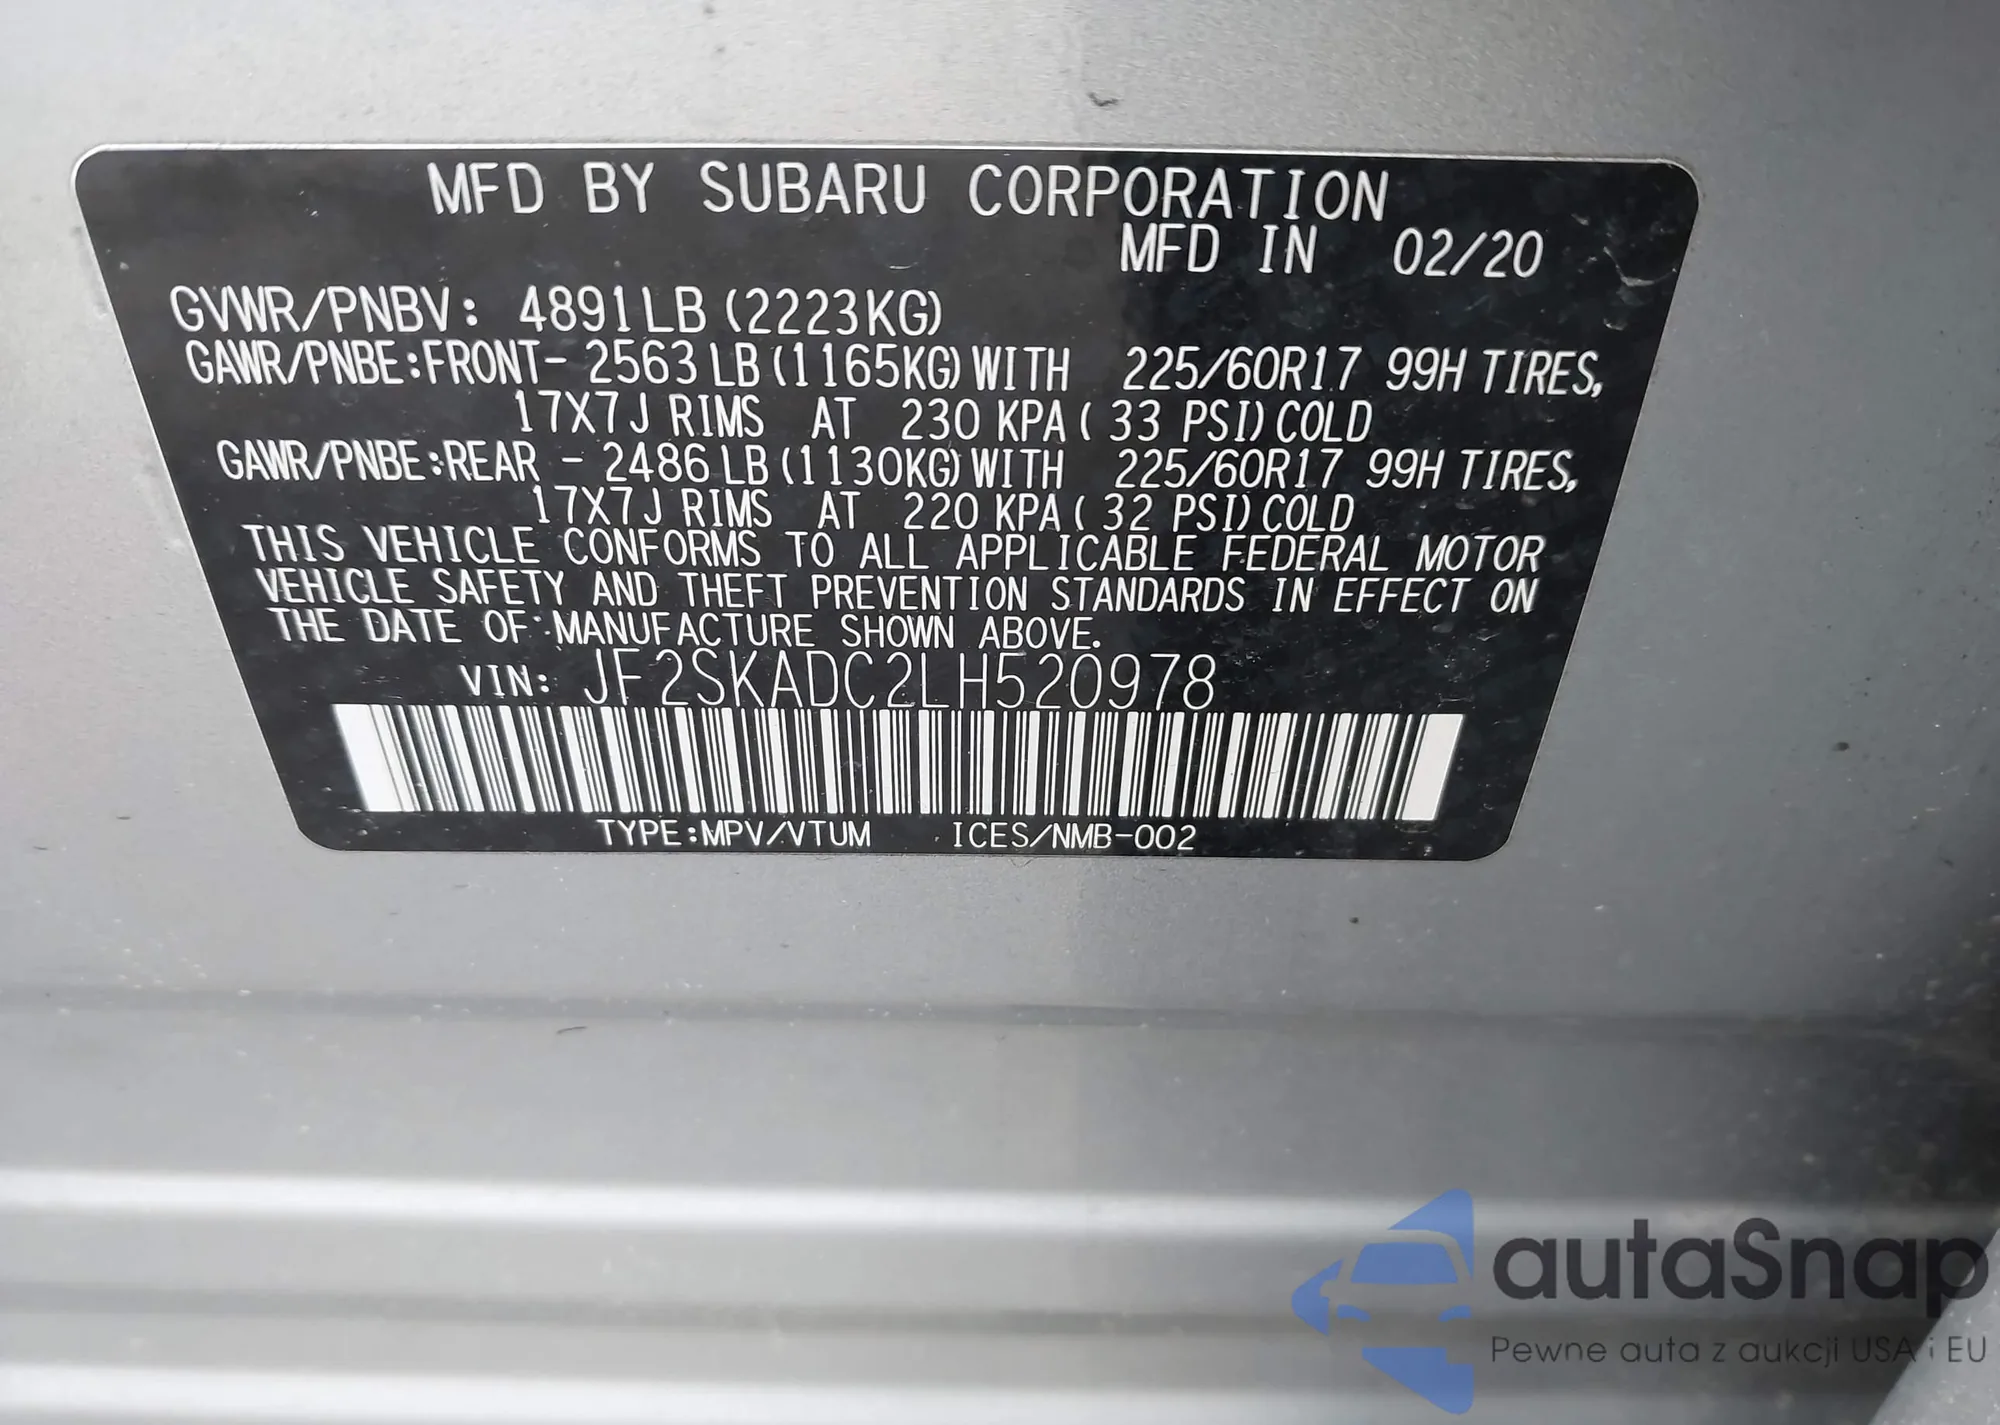 MFD BY SUBARU CORPORATION
MFD IN 02/20
GVWR/PNBV: 4891LB (2223KG)
GAWR/PNBE:FRONT- 2563 LB (1165KG) WITH 225/60R17 99H TIRES,
17X7J RIMS AT 230 KPA ( 33 PSI) COLD
GAWR/PNBE:REAR - 2486 LB (1130KG) WITH 225/60R17 99H TIRES,
17X7J RIMS AT 220 KPA ( 32 PSI) COLD
THIS VEHICLE CONFORMS TO ALL APPLICABLE FEDERAL MOTOR
VEHICLE SAFETY AND THEFT PREVENTION STANDARDS IN EFFECT ON
THE DATE OF MANUFACTURE SHOWN ABOVE.
VIN: JF2SKADC2LH520978
TYPE:MPV/VTUM ICES/NMB-002
autaSnap
Pewne auta z aukcji USA i EU